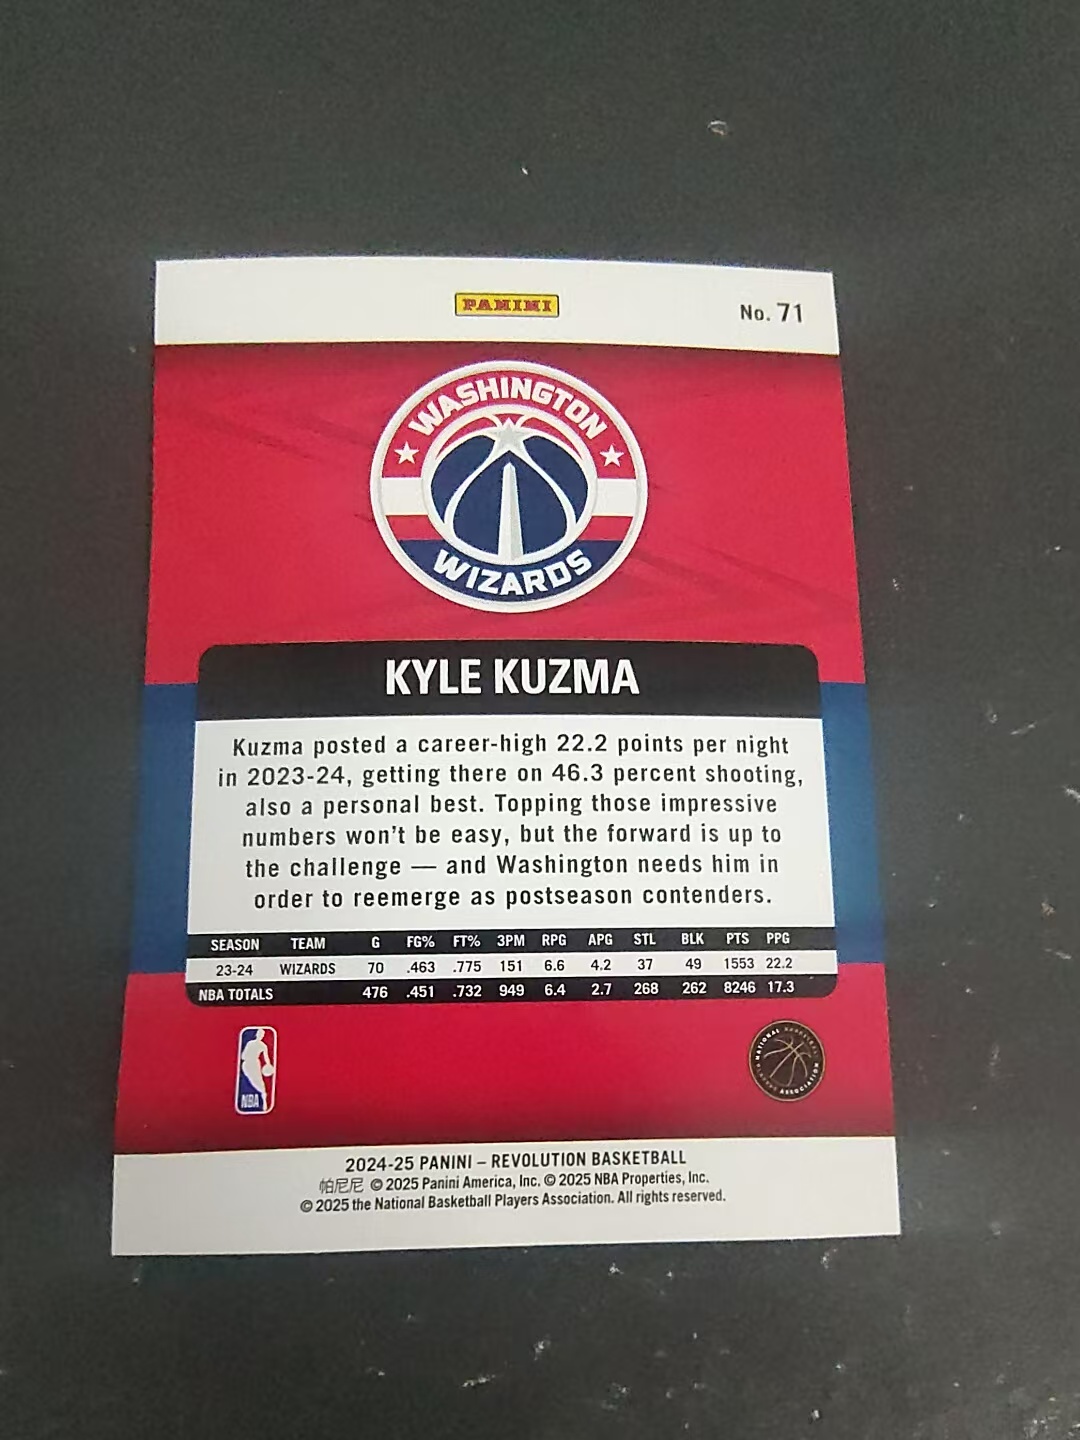 PANINI
No. 71
WASHINGTON
WIZARDS
KYLE KUZMA
Kuzma posted a career-high 22.2 points per night
in 2023-24, getting there on 46.3 percent shooting,
also a personal best. Topping those impressive
numbers won't be easy, but the forward is up to
the challenge — and Washington needs him in
order to reemerge as postseason contenders.
SEASON TEAM G FG% FT% 3PM RPG APG STL BLK PTS PPG
23-24 WIZARDS 70 .463 .775 151 6.6 4.2 37 49 1553 22.2
NBA TOTALS 476 .451 .732 949 6.4 2.7 268 262 8246 17.3
NBA
NATIONAL BASKETBALL PLAYERS ASSOCIATION
2024-25 PANINI – REVOLUTION BASKETBALL
帕尼尼 © 2025 Panini America, Inc. © 2025 NBA Properties, Inc.
© 2025 the National Basketball Players Association. All rights reserved.